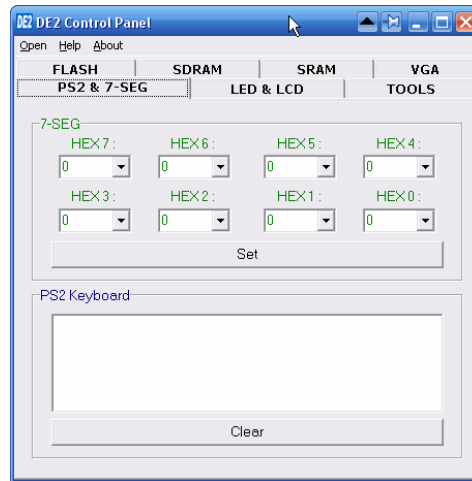 DE2 DE2 Control Panel
Open Help About
FLASH SDRAM SRAM VGA
PS2 & 7-SEG LED & LCD TOOLS
7-SEG
HEX7 : HEX6 : HEX5 : HEX4 :
0 0 0 0
HEX3 : HEX2 : HEX1 : HEX0 :
0 0 0 0
Set
PS2 Keyboard
Clear